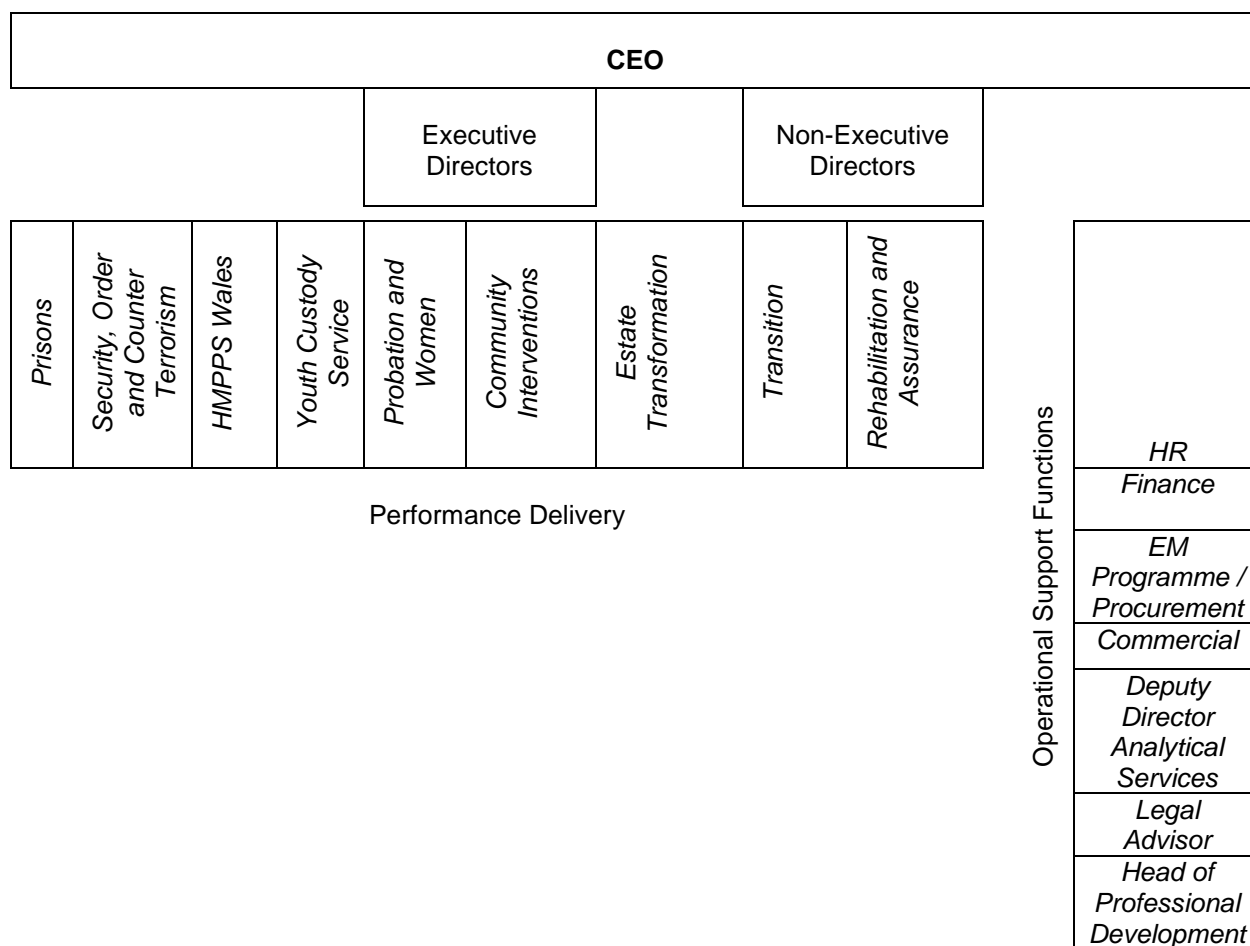 CEO
Executive
Directors
Non-Executive
Directors
Prisons
Security, Order
and Counter
Terrorism
HMPPS Wales
Youth Custody
Service
Probation and
Women
Community
Interventions
Estate
Transformation
Transition
Rehabilitation and
Assurance
Performance Delivery
Operational Support Functions
HR
Finance
EM
Programme /
Procurement
Commercial
Deputy
Director
Analytical
Services
Legal
Advisor
Head of
Professional
Development